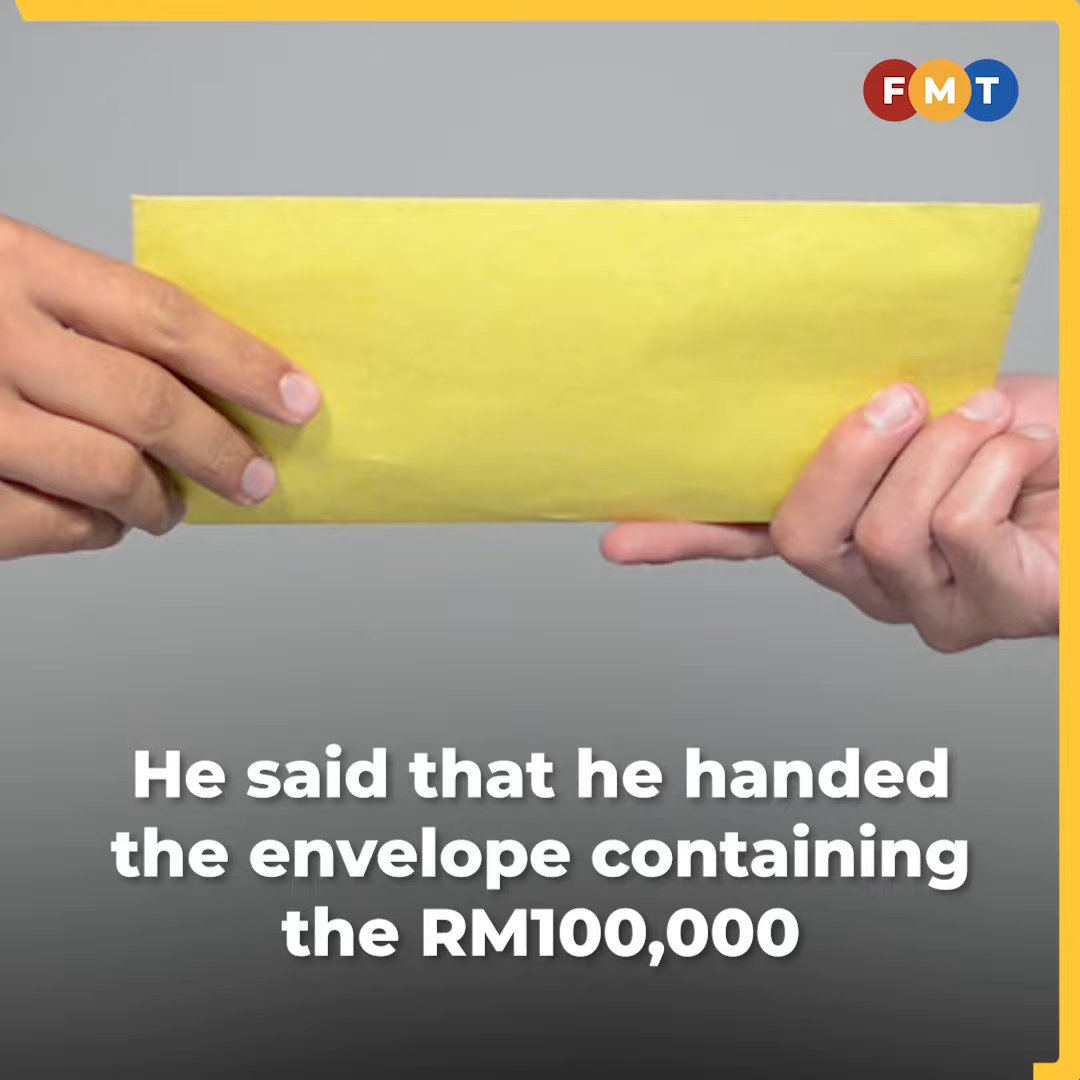 FMT
He said that he handed
the envelope containing
the RM100,000